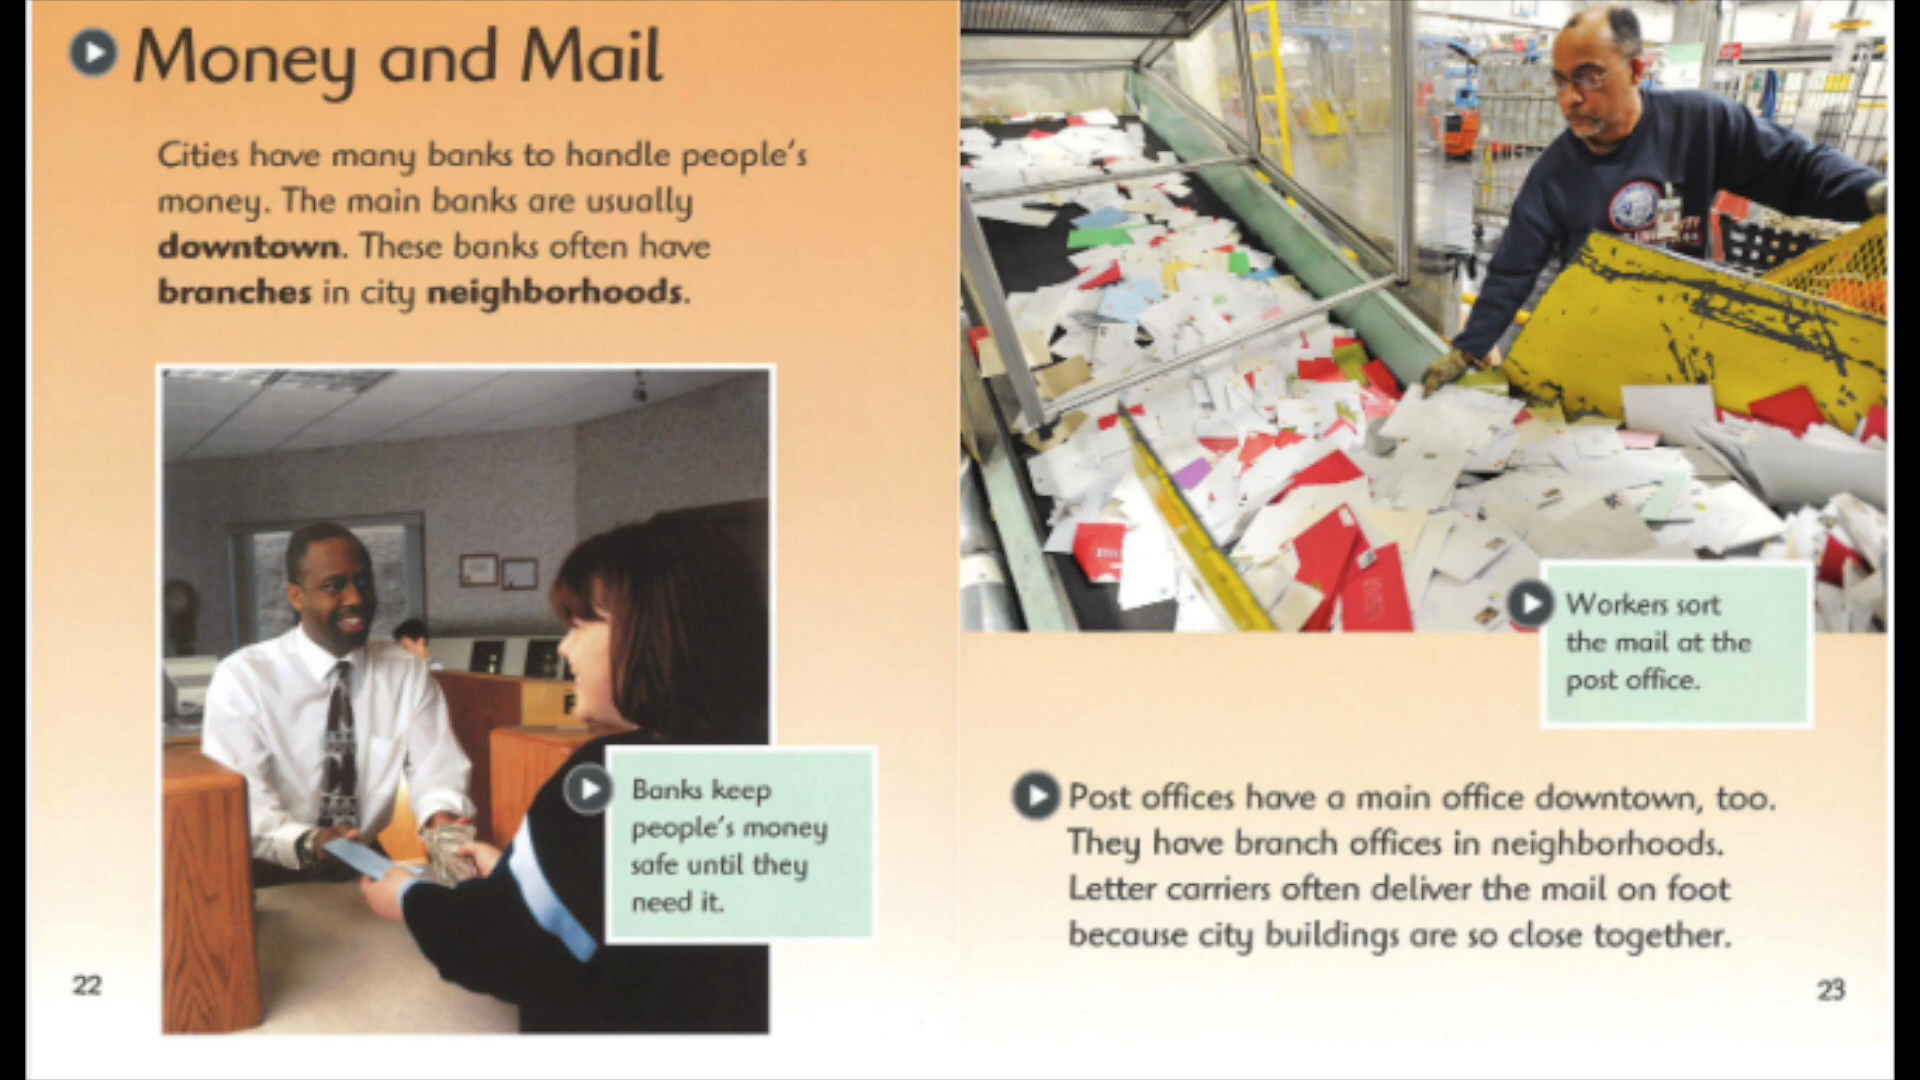 Money and Mail
Cities have many banks to handle people's
money. The main banks are usually
downtown. These banks often have
branches in city neighborhoods.
Banks keep
people's money
safe until they
need it.
22
Workers sort
the mail at the
post office.
Post offices have a main office downtown, too.
They have branch offices in neighborhoods.
Letter carriers often deliver the mail on foot
because city buildings are so close together.
23